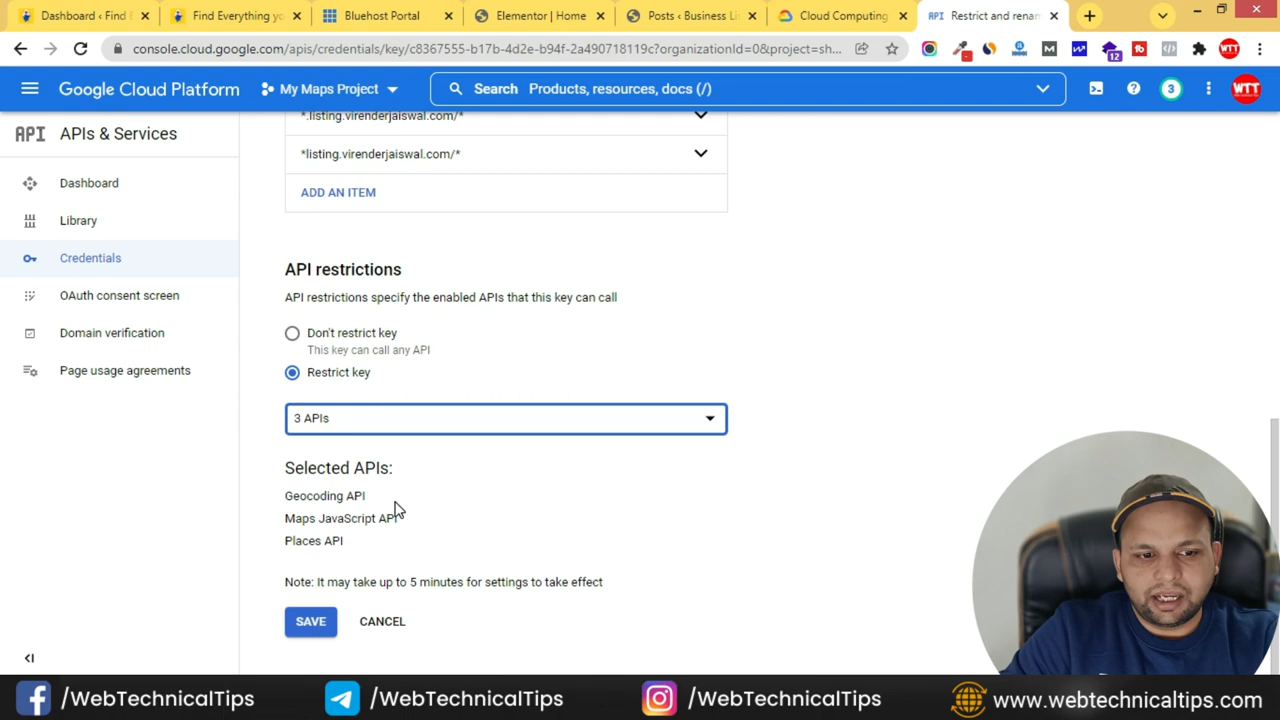 Dashboard ‹ Find E
Find Everything yo
Bluehost Portal
Elementor | Home
Posts ‹ Business Li
Cloud Computing
API Restrict and renam
console.cloud.google.com/apis/credentials/key/c8367555-b17b-4d2e-b94f-2a490718119c?organizationId=0&project=sh...
12
WTT
Google Cloud Platform
My Maps Project
Search Products, resources, docs (/)
3
WTT
API APIs & Services
*.listing.virenderjaiswal.com/*
Dashboard
*listing.virenderjaiswal.com/*
ADD AN ITEM
Library
Credentials
OAuth consent screen
Domain verification
Page usage agreements
API restrictions
API restrictions specify the enabled APIs that this key can call
Don't restrict key
This key can call any API
Restrict key
3 APIs
Selected APIs:
Geocoding API
Maps JavaScript API
Places API
Note: It may take up to 5 minutes for settings to take effect
SAVE
CANCEL
/WebTechnicalTips
/WebTechnicalTips
/WebTechnicalTips
www.webtechnicaltips.com